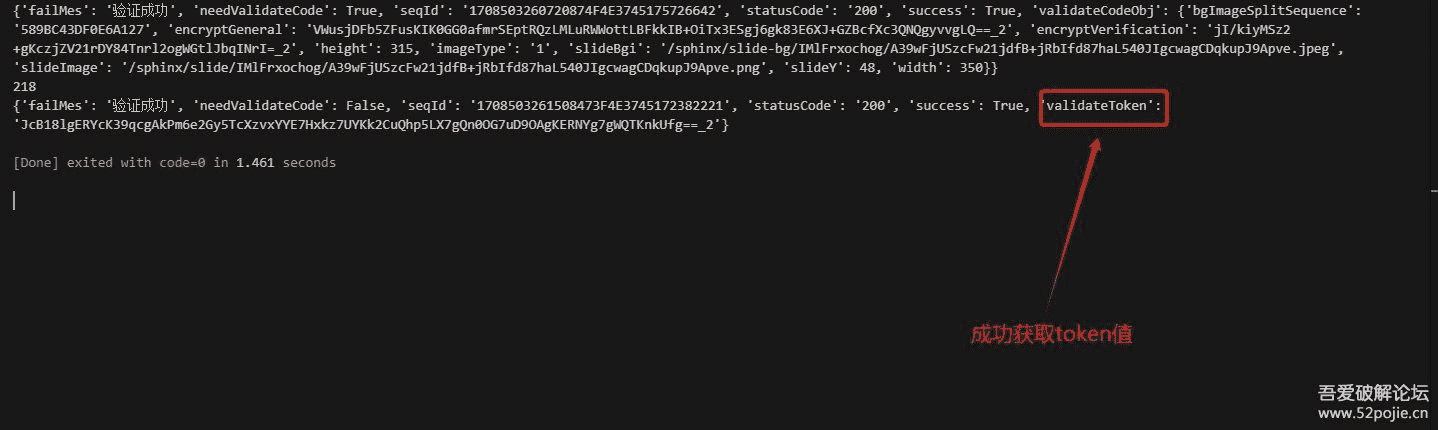 {'failMes': '验证成功', 'needValidateCode': True, 'seqId': '1708503260720874F4E3745175726642', 'statusCode': '200', 'success': True, 'validateCodeObj': {'bgImageSplitSequence':
'589BC43DF0E6A127', 'encryptGeneral': 'VWusjDFb5ZFusKIK0GG0afmrSEptRQzLMLuRWWottLBFkkIB+OiTx3ESgj6gk83E6XJ+GZBcfXc3QNQgyvvgLQ==_2', 'encryptVerification': 'jI/kiyMSz2
+gKczjZV21rDY84Tnrl2ogWGtlJbqINrI=_2', 'height': 315, 'imageType': '1', 'slideBgi': '/sphinx/slide-bg/IMlFrxochog/A39wFjUSzcFw21jdfB+jRbIfd87haL540JIgcwagCDqkupJ9Apve.jpeg',
'slideImage': '/sphinx/slide/IMlFrxochog/A39wFjUSzcFw21jdfB+jRbIfd87haL540JIgcwagCDqkupJ9Apve.png', 'slideY': 48, 'width': 350}}
218
{'failMes': '验证成功', 'needValidateCode': False, 'seqId': '1708503261508473F4E3745172382221', 'statusCode': '200', 'success': True, 'validateToken':
'JcB18lgERYcK39qcgAkPm6e2Gy5TcXzvxYYE7Hxkz7UYKk2CuQhp5LX7gQn0OG7uD9OAgKERNYg7gWQTKnkUfg==_2'}
[Done] exited with code=0 in 1.461 seconds
成功获取token值
吾爱破解论坛
www.52pojie.cn